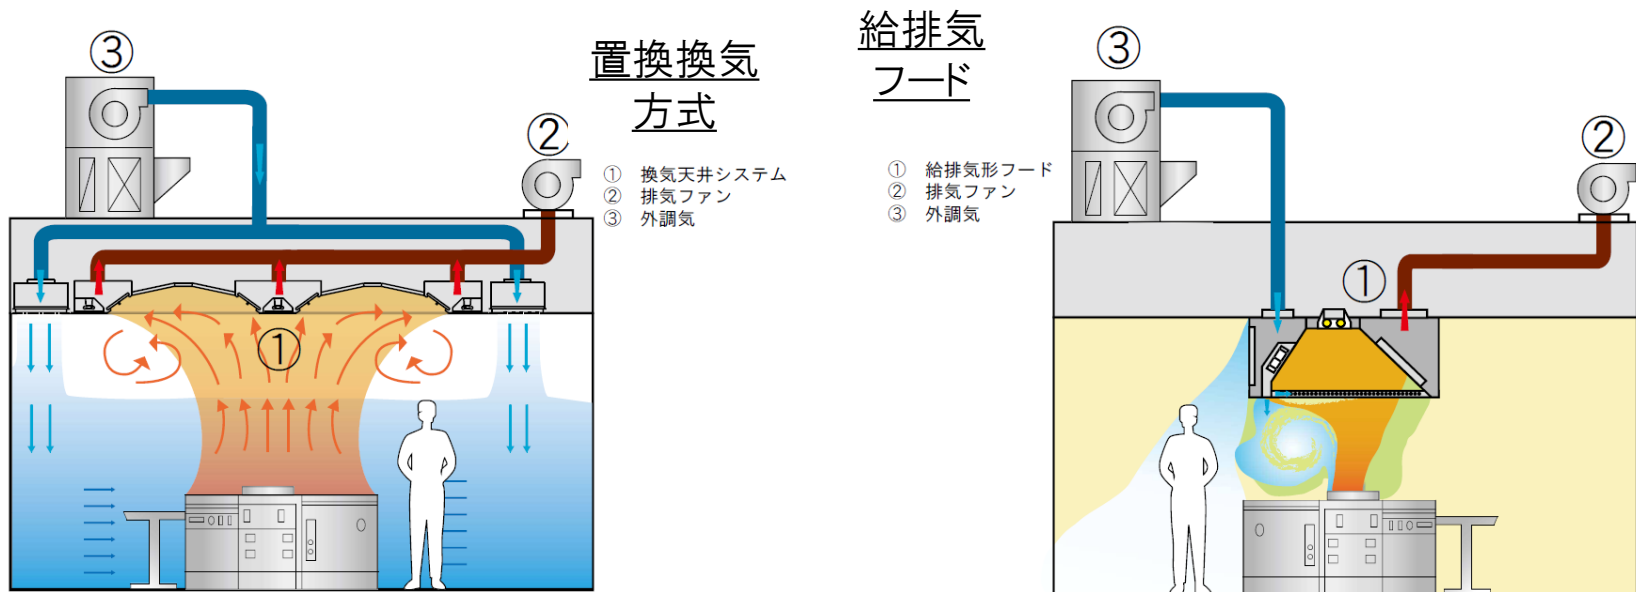 置換換気
方式
① 換気天井システム
② 排気ファン
③ 外調気
③
②
①
給排気
フード
① 給排気形フード
② 排気ファン
③ 外調気
③
②
①